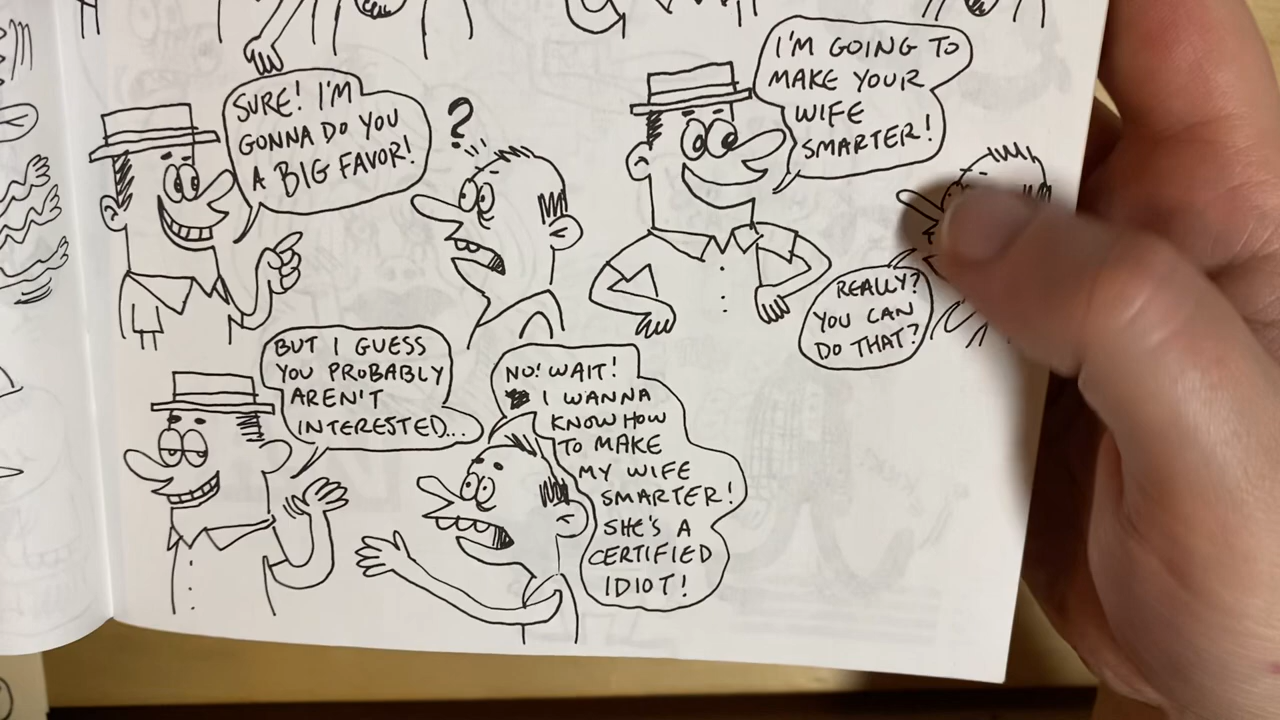 SURE! I'M
GONNA DO YOU
A BIG FAVOR!
?
I'M GOING TO
MAKE YOUR
WIFE
SMARTER!
REALLY?
YOU CAN
DO THAT?
BUT I GUESS
YOU PROBABLY
AREN'T
INTERESTED...
NO! WAIT!
I WANNA
KNOW HOW
TO MAKE
MY WIFE
SMARTER!
SHE'S A
CERTIFIED
IDIOT!